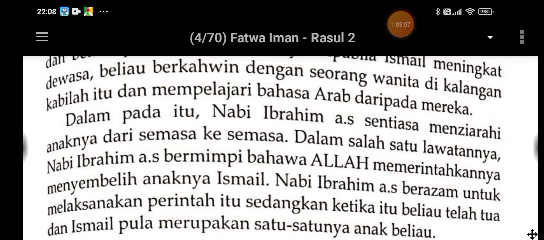 22:08
03:07
(4/70) Fatwa Iman - Rasul 2
dan Ismail meningkat
dewasa, beliau berkahwin dengan seorang wanita di kalangan
kabilah itu dan mempelajari bahasa Arab daripada mereka.
Dalam pada itu, Nabi Ibrahim a.s sentiasa menziarahi
anaknya dari semasa ke semasa. Dalam salah satu lawatannya,
Nabi Ibrahim a.s bermimpi bahawa ALLAH memerintahkannya
menyembelih anaknya Ismail. Nabi Ibrahim a.s berazam untuk
melaksanakan perintah itu sedangkan ketika itu beliau telah tua
dan Ismail pula merupakan satu-satunya anak beliau.